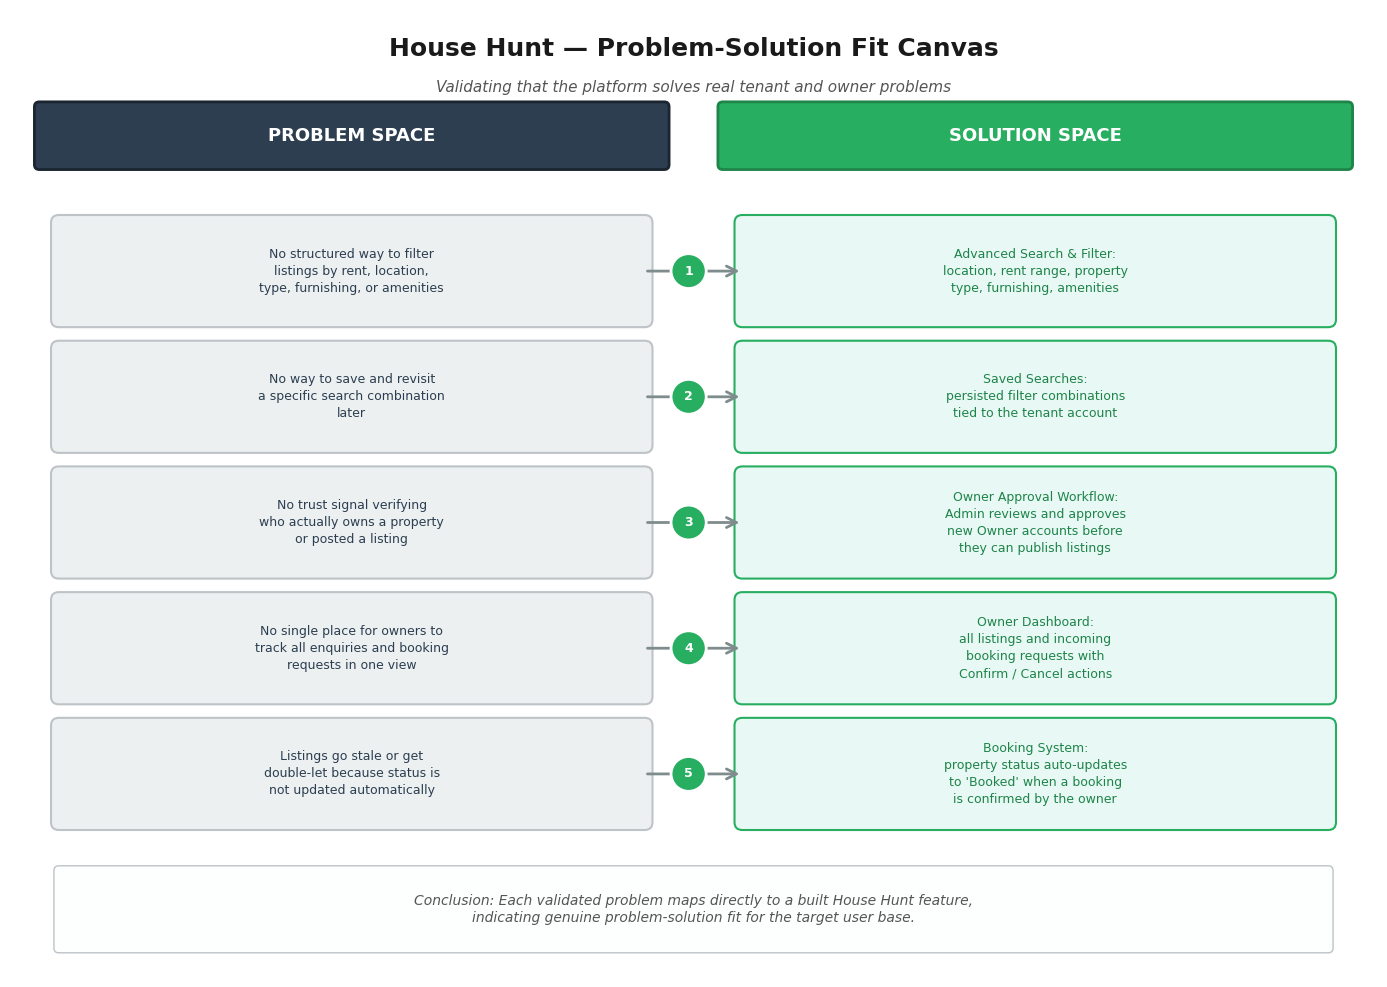 House Hunt — Problem-Solution Fit Canvas
Validating that the platform solves real tenant and owner problems
PROBLEM SPACE
SOLUTION SPACE
No structured way to filter
listings by rent, location,
type, furnishing, or amenities
1
Advanced Search & Filter:
location, rent range, property
type, furnishing, amenities
No way to save and revisit
a specific search combination
later
2
Saved Searches:
persisted filter combinations
tied to the tenant account
No trust signal verifying
who actually owns a property
or posted a listing
3
Owner Approval Workflow:
Admin reviews and approves
new Owner accounts before
they can publish listings
No single place for owners to
track all enquiries and booking
requests in one view
4
Owner Dashboard:
all listings and incoming
booking requests with
Confirm / Cancel actions
Listings go stale or get
double-let because status is
not updated automatically
5
Booking System:
property status auto-updates
to 'Booked' when a booking
is confirmed by the owner
Conclusion: Each validated problem maps directly to a built House Hunt feature,
indicating genuine problem-solution fit for the target user base.